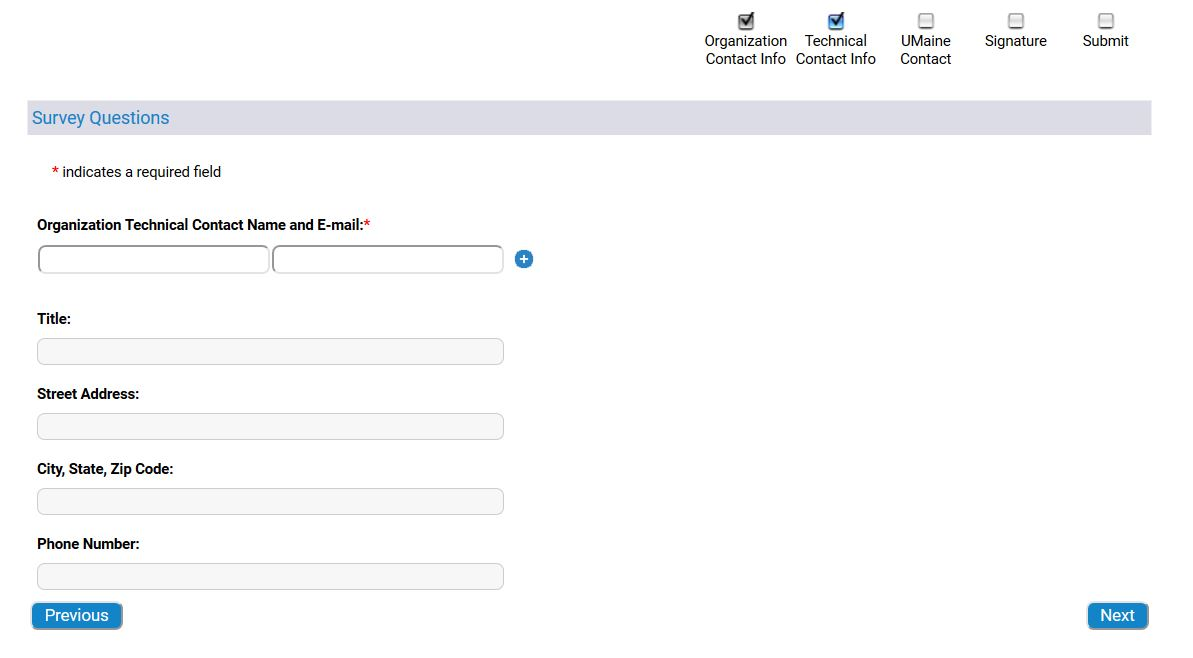 Organization Contact Info
Technical Contact Info
UMaine Contact
Signature
Submit
Survey Questions
* indicates a required field
Organization Technical Contact Name and E-mail:*
Title:
Street Address:
City, State, Zip Code:
Phone Number:
Previous
Next